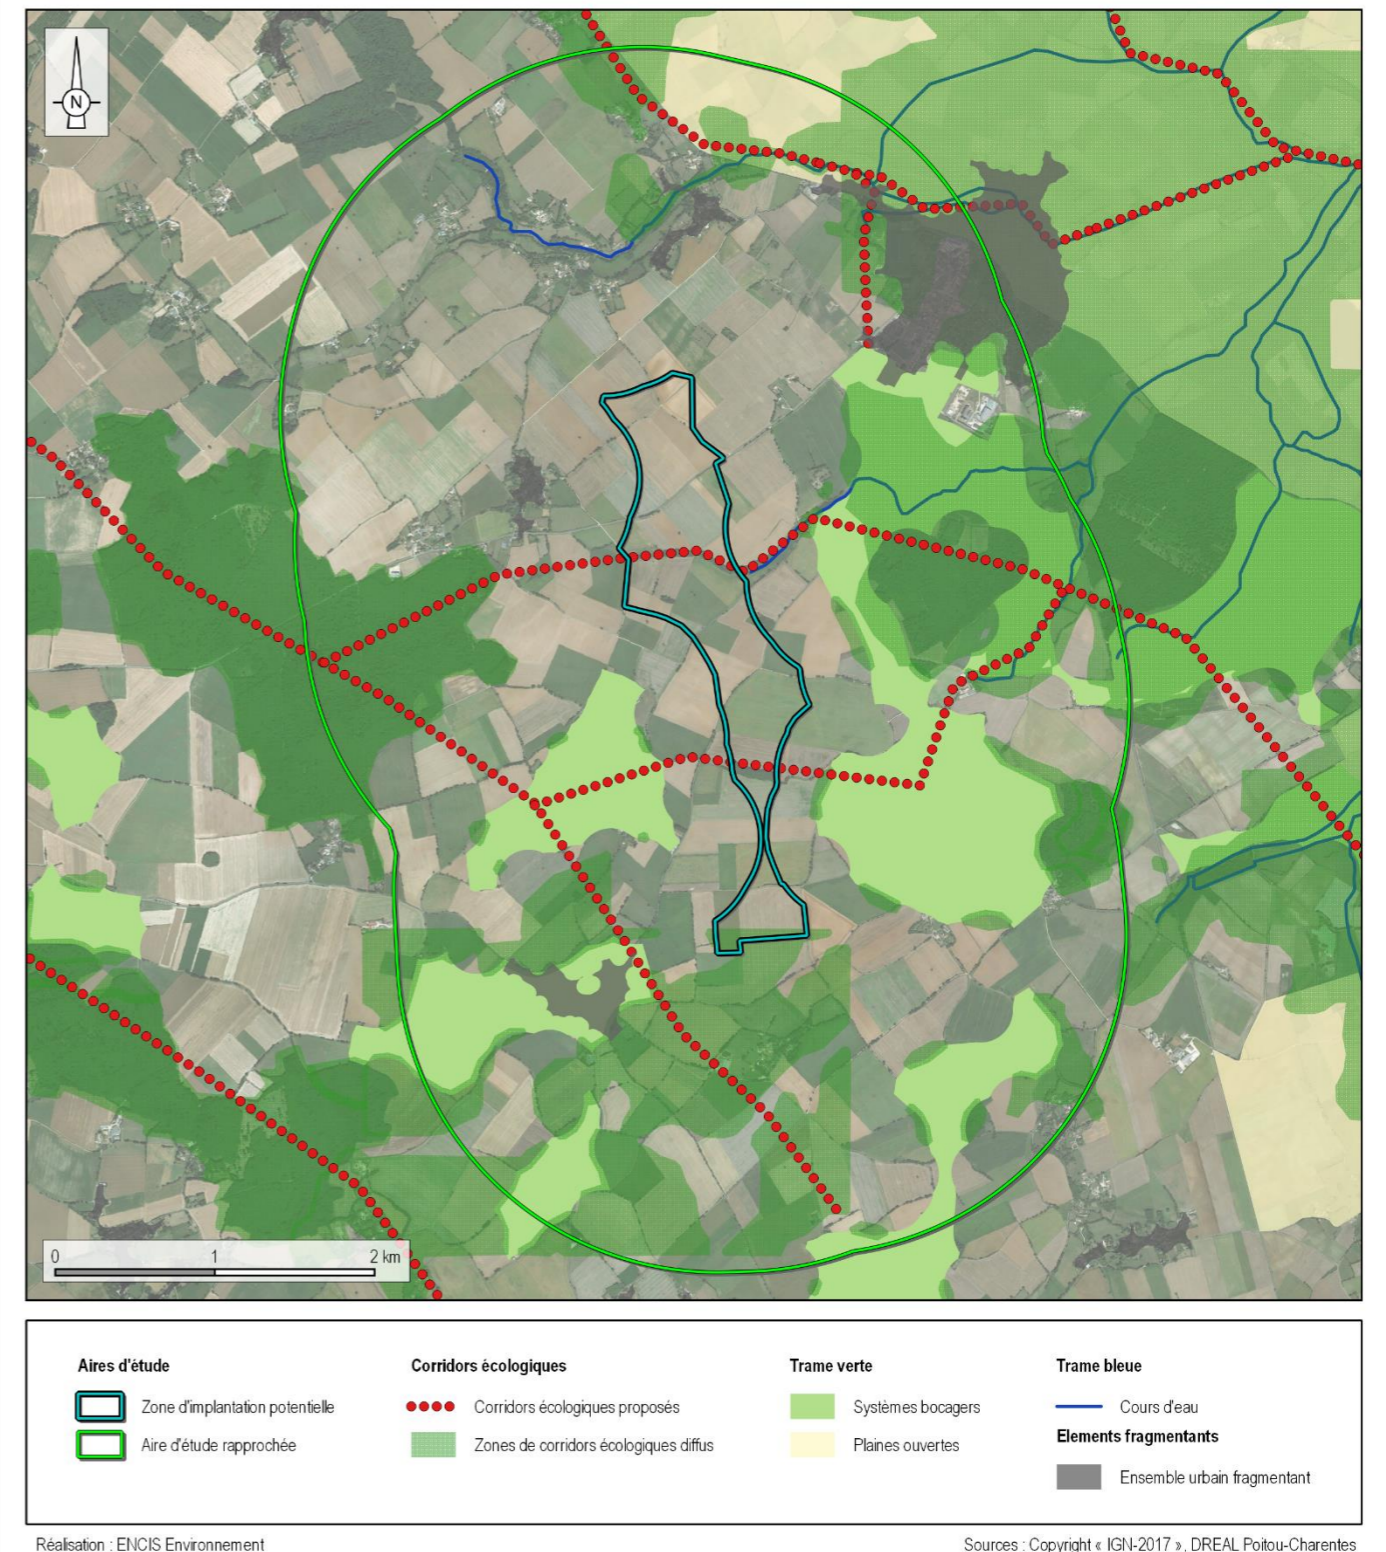 N
0 1 2 km
Aires d'étude
Zone d'implantation potentielle
Aire d'étude rapprochée
Corridors écologiques
Corridors écologiques proposés
Zones de corridors écologiques diffus
Trame verte
Systèmes bocagers
Plaines ouvertes
Trame bleue
Cours d'eau
Elements fragmentants
Ensemble urbain fragmentant
Réalisation : ENCIS Environnement
Sources : Copyright « IGN-2017 », DREAL Poitou-Charentes